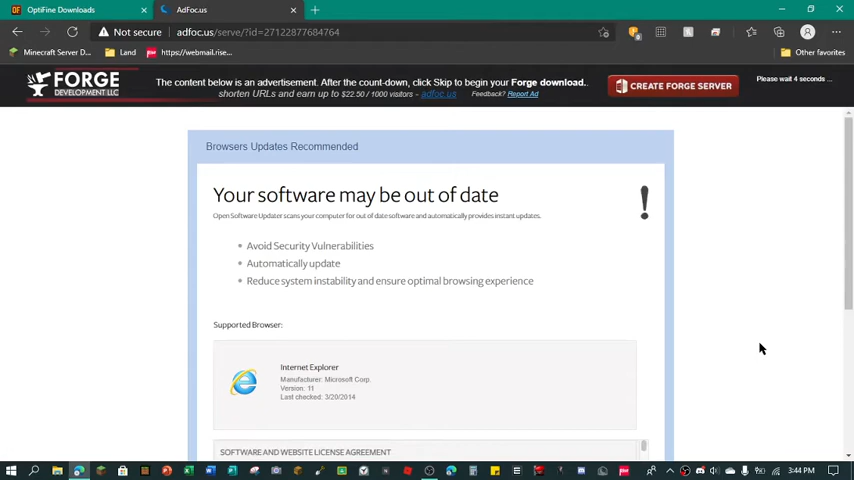 OF OptiFine Downloads
AdFoc.us
Not secure
adfoc.us/serve/?id=27122877684764
Minecraft Server D...
Land
https://webmail.rise...
Other favorites
FORGE
DEVELOPMENT LLC
The content below is an advertisement. After the count-down, click Skip to begin your Forge download..
shorten URLs and earn up to $22.50 / 1000 visitors - adfoc.us
Feedback? Report Ad
CREATE FORGE SERVER
Please wait 4 seconds ...
Browsers Updates Recommended
Your software may be out of date
Open Software Updater scans your computer for out of date software and automatically provides instant updates.
Avoid Security Vulnerabilities
Automatically update
Reduce system instability and ensure optimal browsing experience
Supported Browser:
Internet Explorer
Manufacturer: Microsoft Corp.
Version: 11
Last checked: 3/20/2014
SOFTWARE AND WEBSITE LICENSE AGREEMENT
3:44 PM